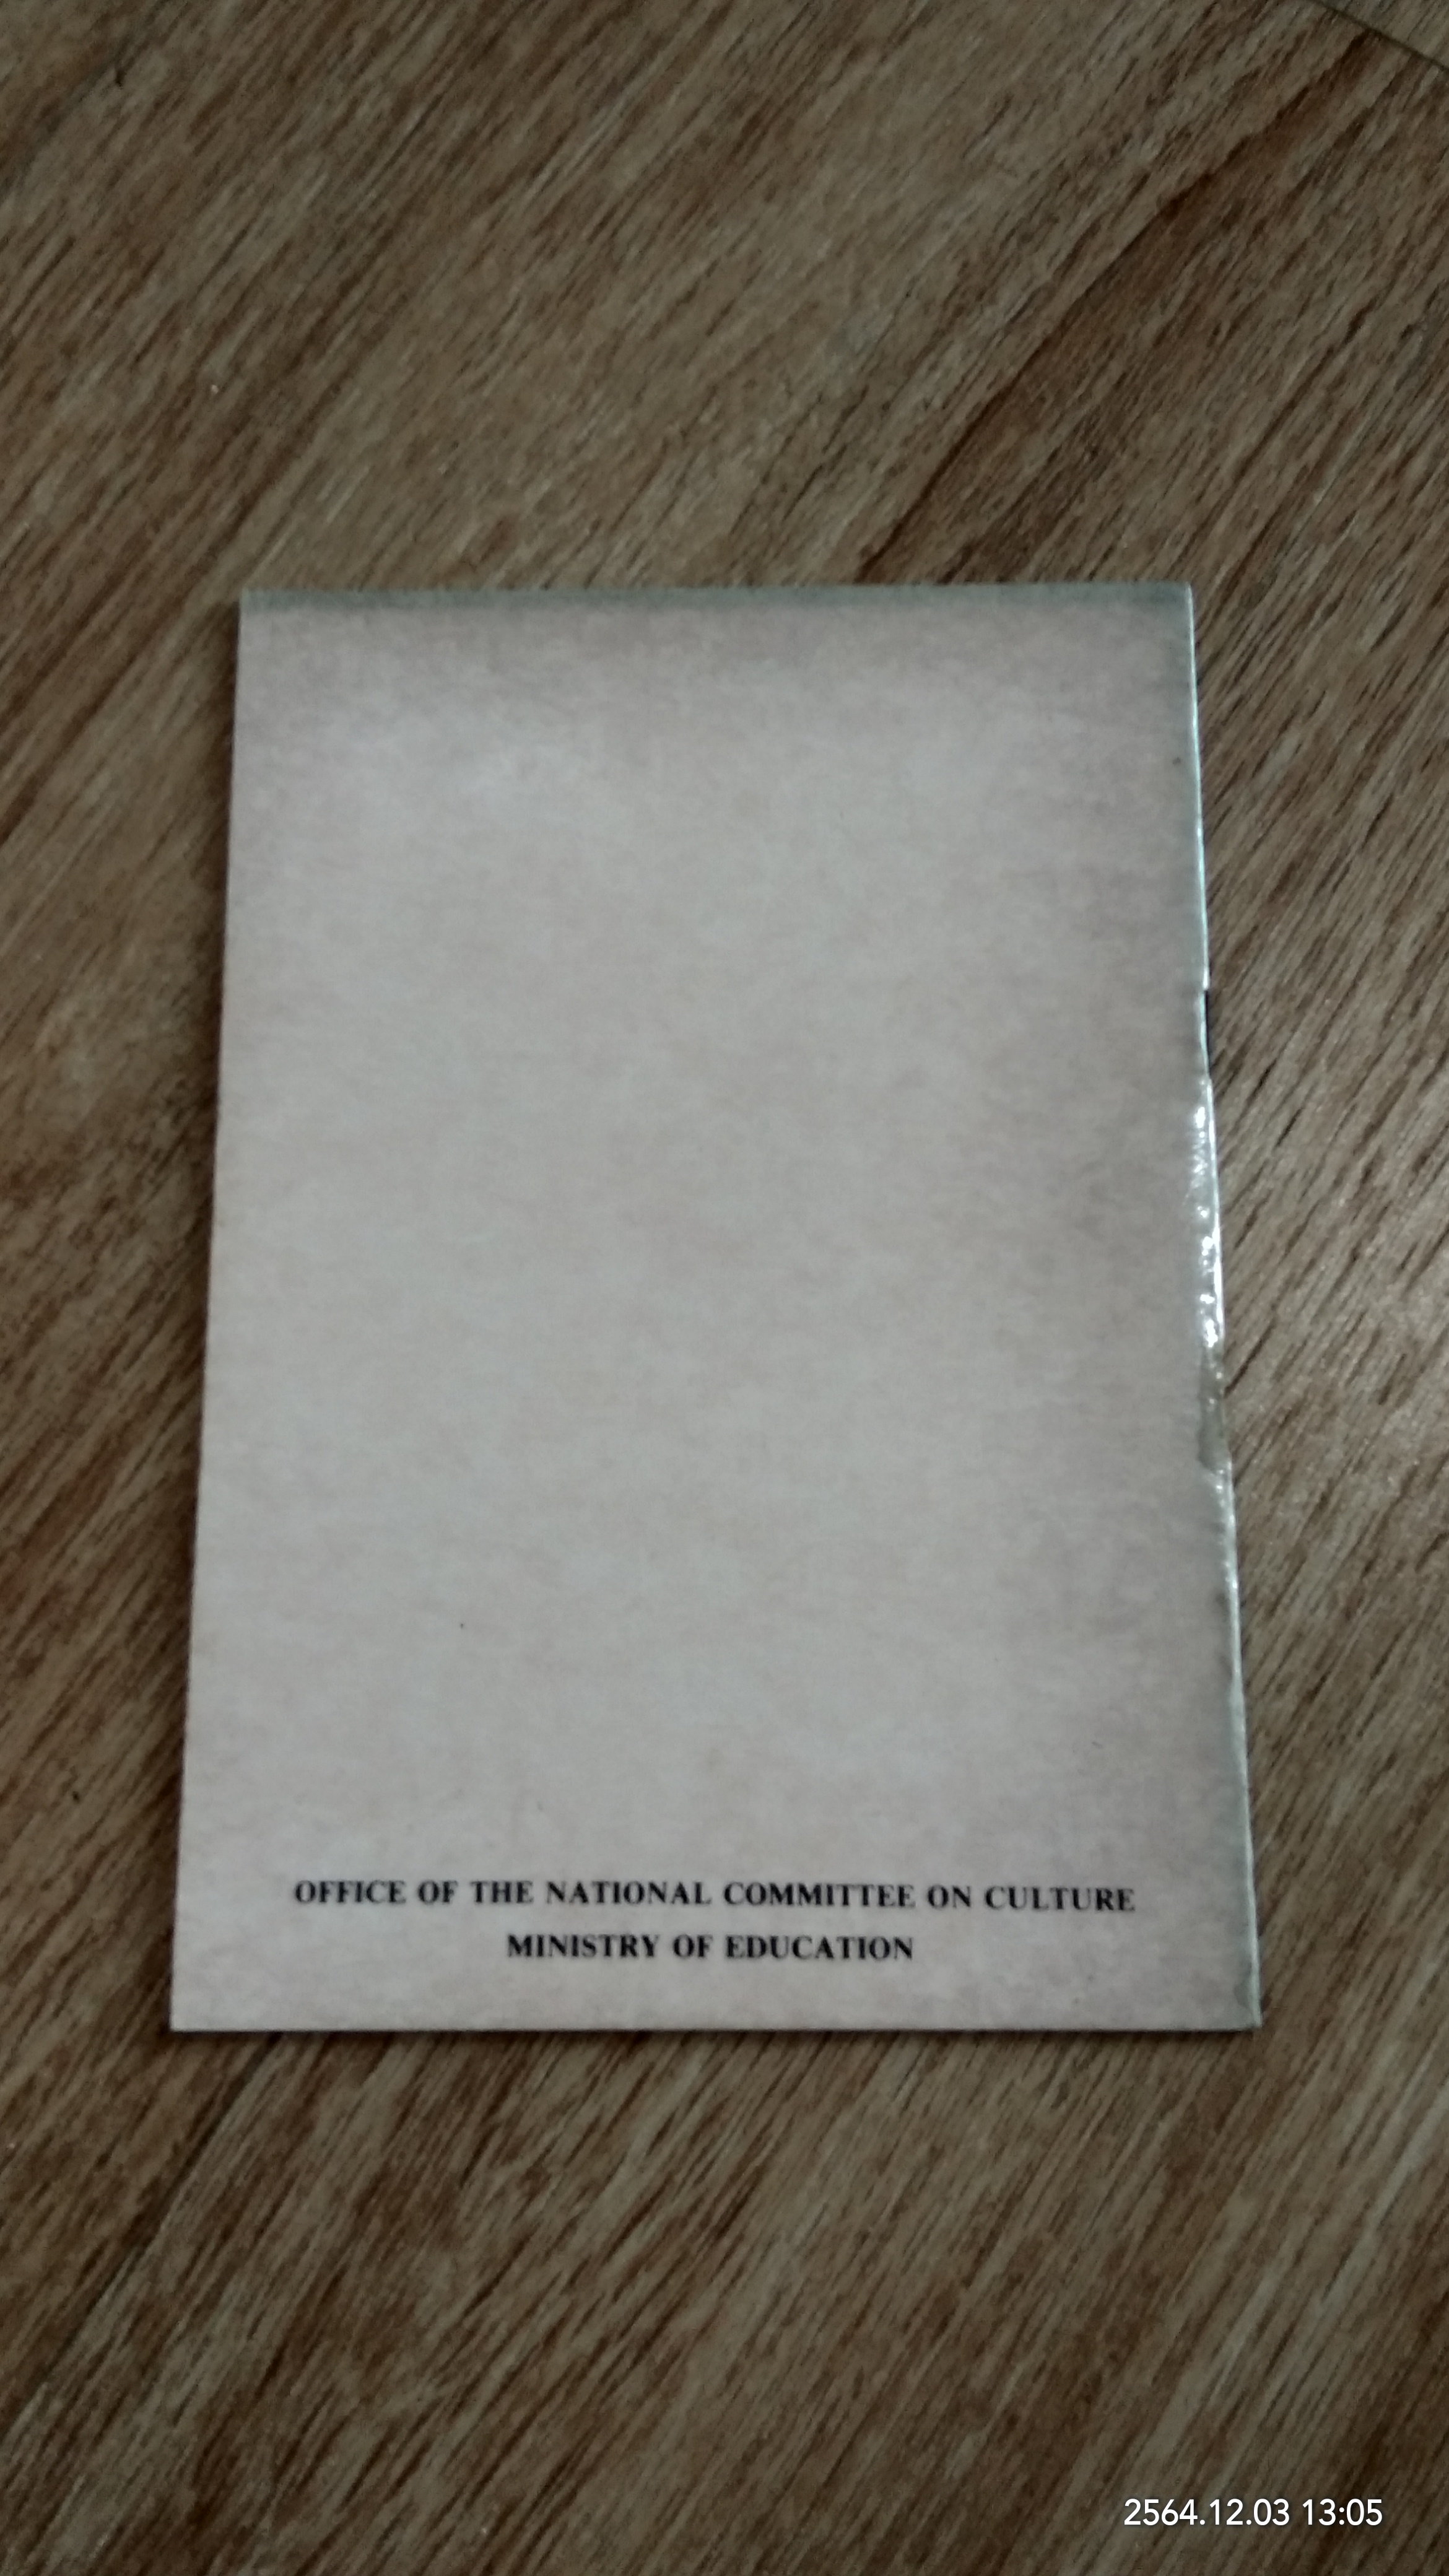 OFFICE OF THE NATIONAL COMMITTEE ON CULTURE
MINISTRY OF EDUCATION
2564.12.03 13:05